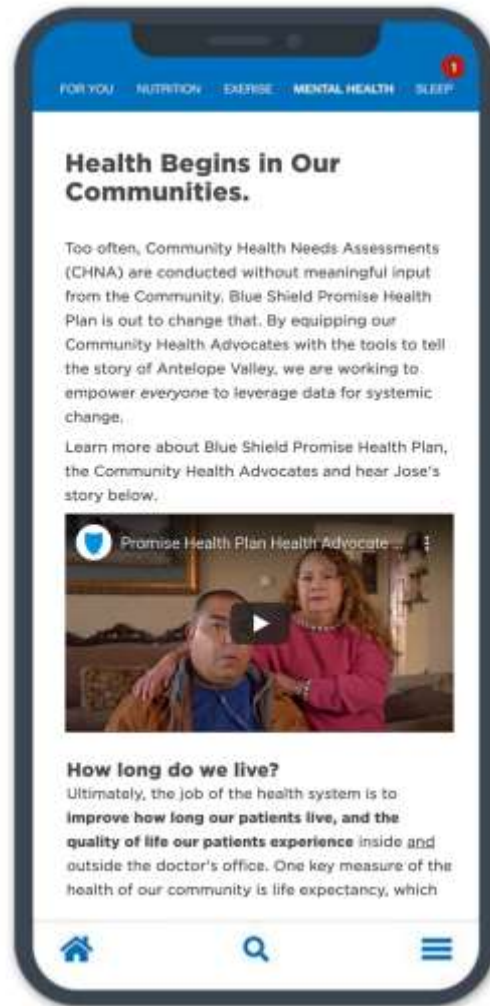 1
FOR YOU NUTRITION EXERISE MENTAL HEALTH SLEEP
Health Begins in Our
Communities.
Too often, Community Health Needs Assessments
(CHNA) are conducted without meaningful input
from the Community. Blue Shield Promise Health
Plan is out to change that. By equipping our
Community Health Advocates with the tools to tell
the story of Antelope Valley, we are working to
empower everyone to leverage data for systemic
change.
Learn more about Blue Shield Promise Health Plan,
the Community Health Advocates and hear Jose's
story below.
Promise Health Plan Health Advocate ...
How long do we live?
Ultimately, the job of the health system is to
improve how long our patients live, and the
quality of life our patients experience inside and
outside the doctor's office. One key measure of the
health of our community is life expectancy, which